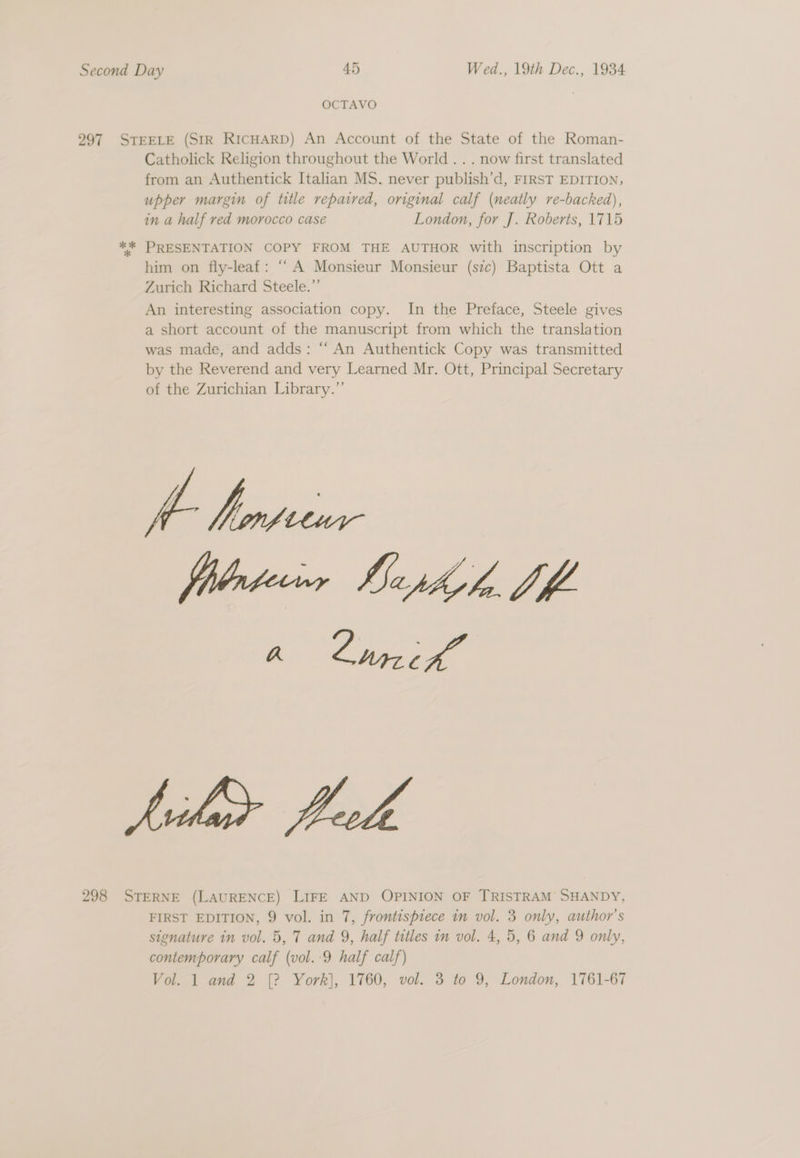 Second Day 45 Wed., 19th Dec., 1934
OCTAVO
297 STEELE (SIR RICHARD) An Account of the State of the Roman-
Catholick Religion throughout the World . . . now first translated
from an Authentick Italian MS. never publish'd, FIRST EDITION,
upper margin of title repaired, original calf (neatly re-backed),
in a half red morocco case London, for J. Roberts, 1715
*** PRESENTATION COPY FROM THE AUTHOR with inscription by
him on fly-leaf: “ A Monsieur Monsieur (sic) Baptista Ott a
Zurich Richard Steele.”
An interesting association copy. In the Preface, Steele gives
a short account of the manuscript from which the translation
was made, and adds: “ An Authentick Copy was transmitted
by the Reverend and very Learned Mr. Ott, Principal Secretary
of the Zurichian Library.”
A Monsieur
Monsieur Baptista Ott
a Zurich
Richard Steele
298 STERNE (LAURENCE) LIFE AND OPINION OF TRISTRAM SHANDY,
FIRST EDITION, 9 vol. in 7, frontispiece in vol. 3 only, author's
signature in vol. 5, 7 and 9, half titles in vol. 4, 5, 6 and 9 only,
contemporary calf (vol. 9 half calf)
Vol. 1 and 2 [? York], 1760, vol. 3 to 9, London, 1761-67